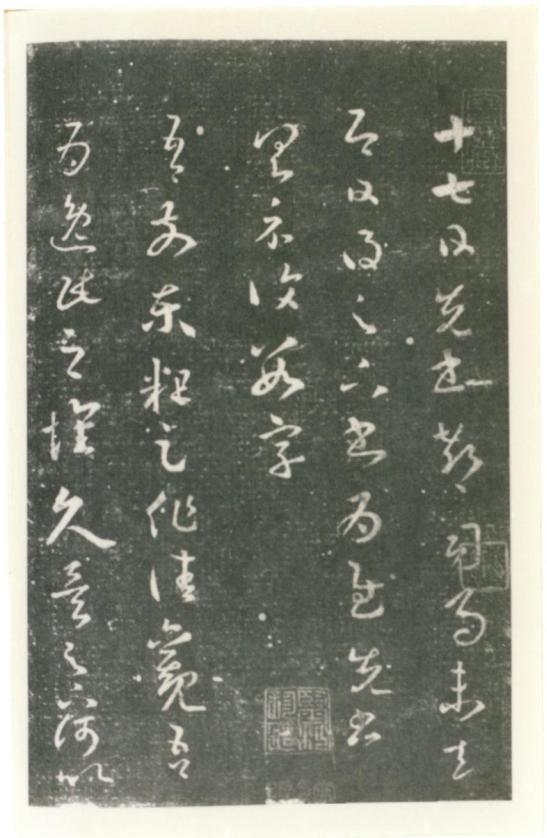 十七日先書郗司馬未去
即日得足下書為慰先書以
具示復數字
吾前東粗足作佳觀吾
為逸民之懷久矣足下何以